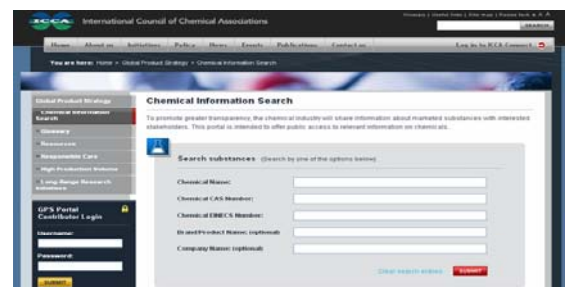 ICCA International Council of Chemical Associations
SEARCH
Home About us Initiatives Policy News Events Publications Contact us Log in to ICCA Connect
You are here: Home > Global Product Strategy > Chemical Information Search
Global Product Strategy
Chemical Information Search
Glossary
Resources
Responsible Care
High Production Volume
Long Range Research Initiatives
GPS Portal
Contributor Login
Username:
Password:
SUBMIT
Chemical Information Search
To promote greater transparency, the chemical industry will share information about marketed substances with interested
stakeholders. This portal is intended to offer public access to relevant information on chemicals.
Search substances (Search by one of the options below)
Chemical Name:
Chemical CAS Number:
Chemical EINECS Number:
Brand/Product Name: (optional)
Company Name: (optional)
Clear search entries SUBMIT